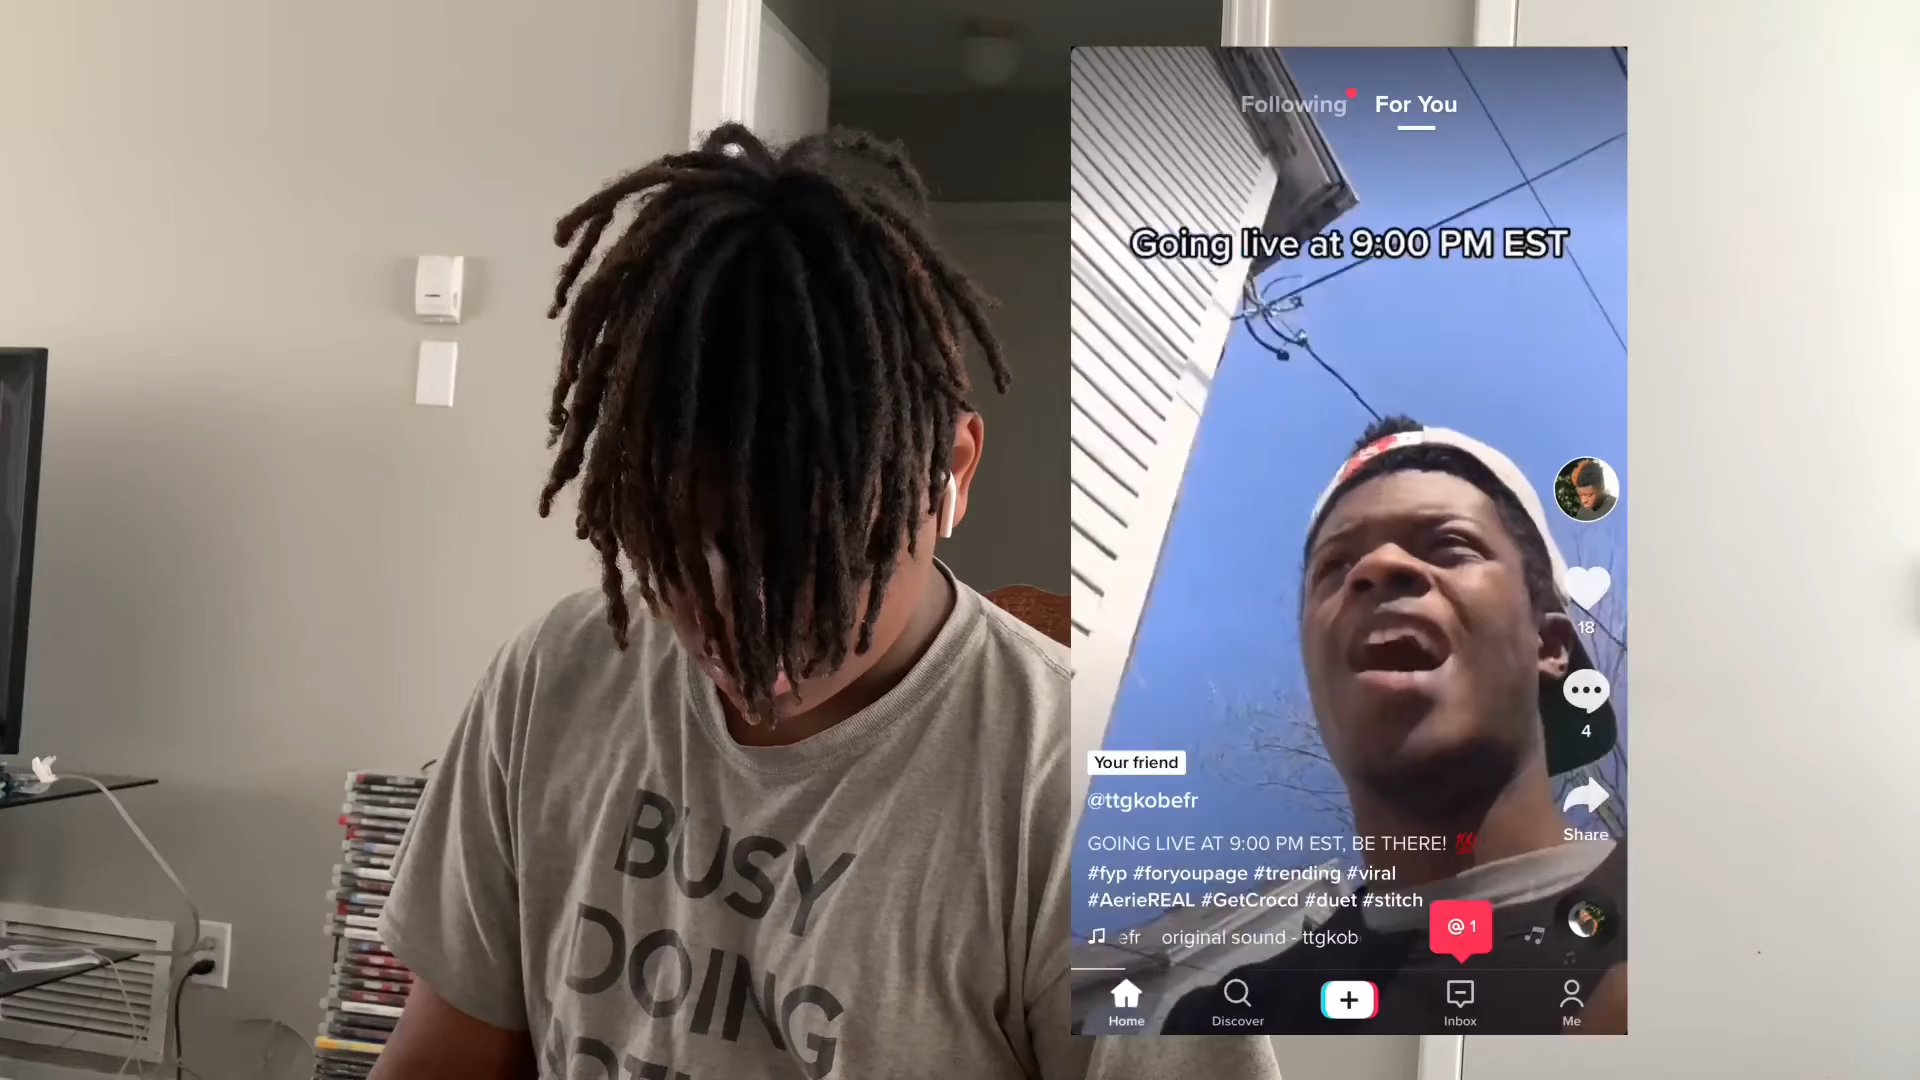 Following For You
Going live at 9:00 PM EST
18
4
Your friend
@ttgkobefr
Share
GOING LIVE AT 9:00 PM EST, BE THERE! 💯
#fyp #foryoupage #trending #viral
#AerieREAL #GetCrocd #duet #stitch
@ 1
efr original sound - ttgkob
Home Discover Inbox Me
BUSY
DOING